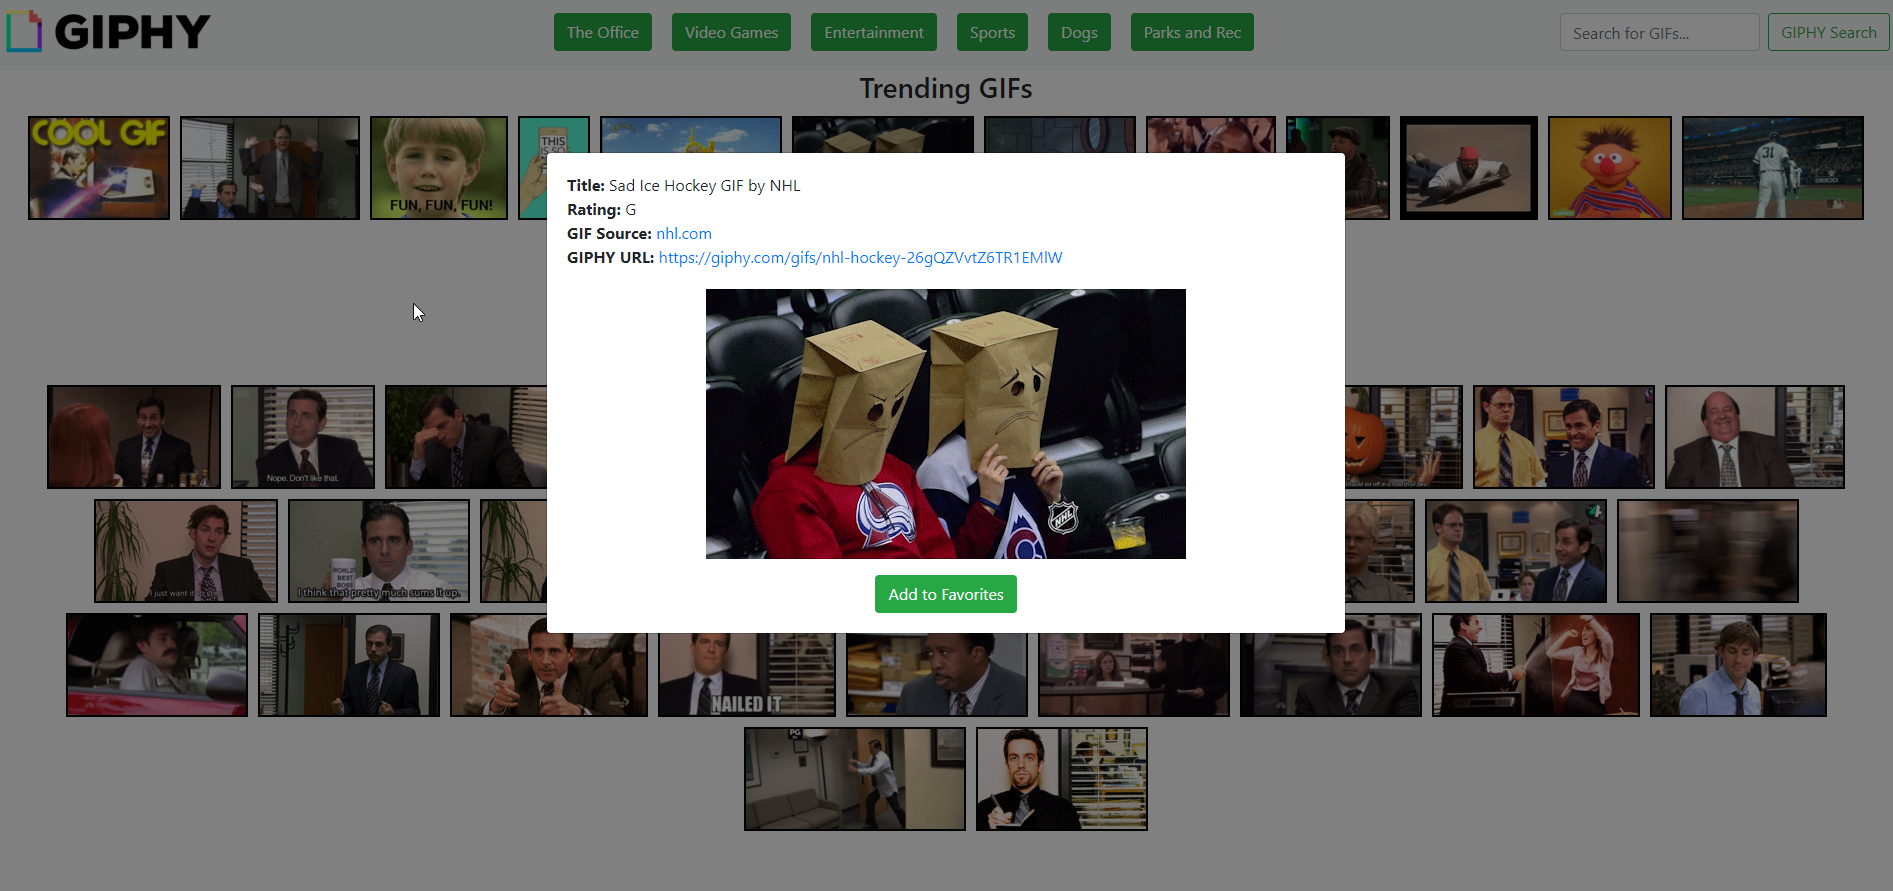 GIPHY
The Office
Video Games
Entertainment
Sports
Dogs
Parks and Rec
Search for GIFs...
GIPHY Search
Trending GIFs
COOL GIF
FUN, FUN, FUN!
THIS
IS SO
31
GEICO
Title: Sad Ice Hockey GIF by NHL
Rating: G
GIF Source: nhl.com
GIPHY URL: https://giphy.com/gifs/nhl-hockey-26gQZVvtZ6TR1EMlW
NHL
Add to Favorites
Nope. Don't like that.
WORLD'S
BEST
BOSS
I think that pretty much sums it up.
I just want it
NAILED IT
PG